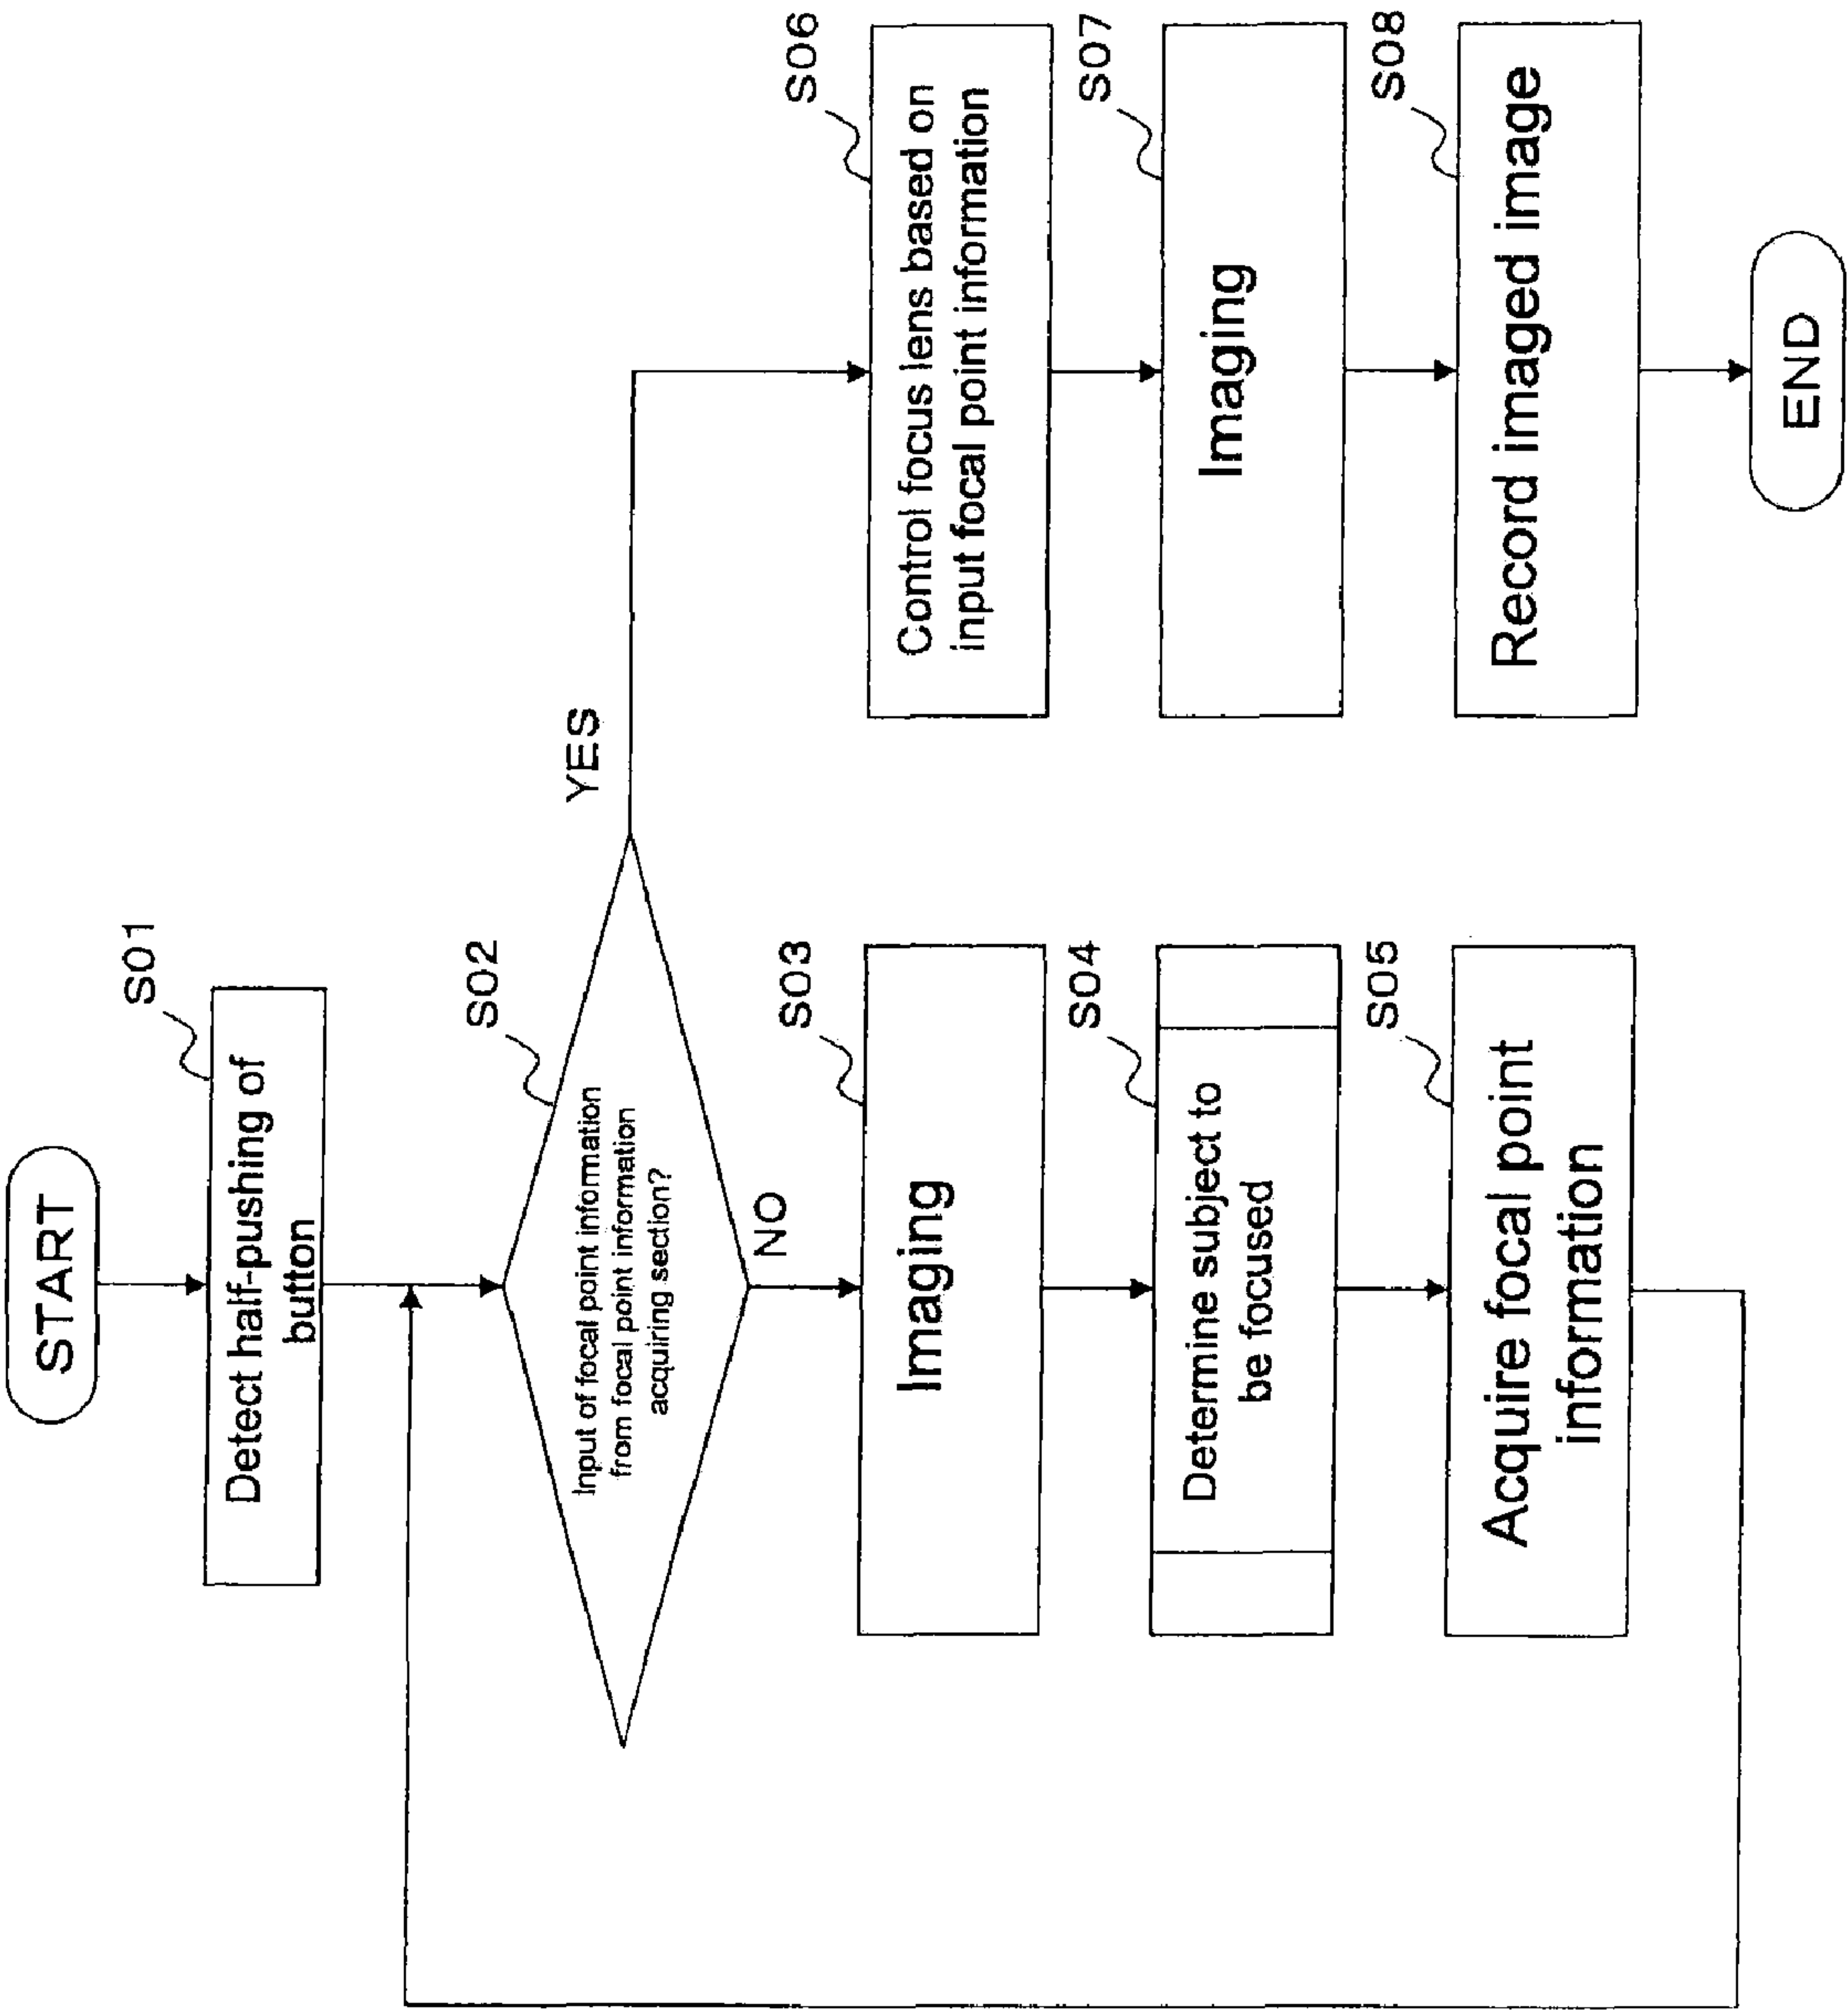 START
S01
Detect half-pushing of
button
S02
Input of focal point information
from focal point information
acquiring section?
YES
NO
S03
Imaging
S04
Determine subject to
be focused
S05
Acquire focal point
information
S06
Control focus lens based on
input focal point information
S07
Imaging
S08
Record imaged image
END